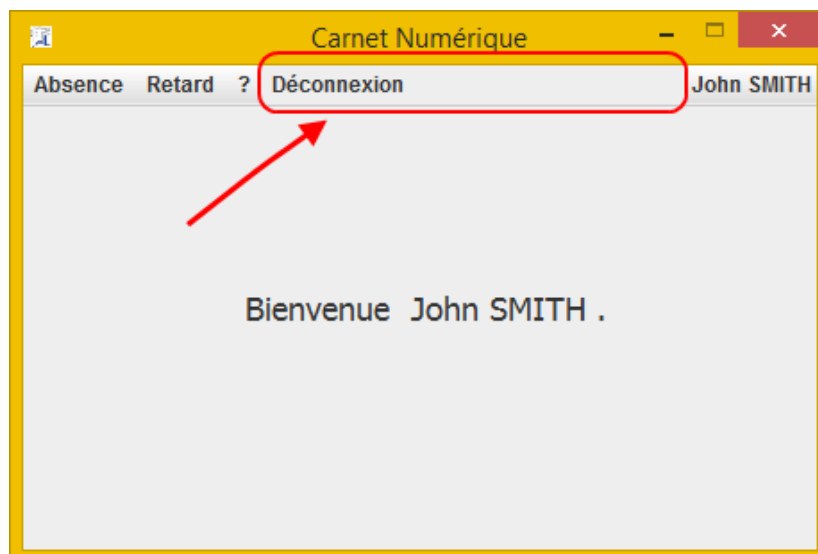 Carnet Numérique
Absence Retard ? Déconnexion John SMITH
Bienvenue John SMITH .